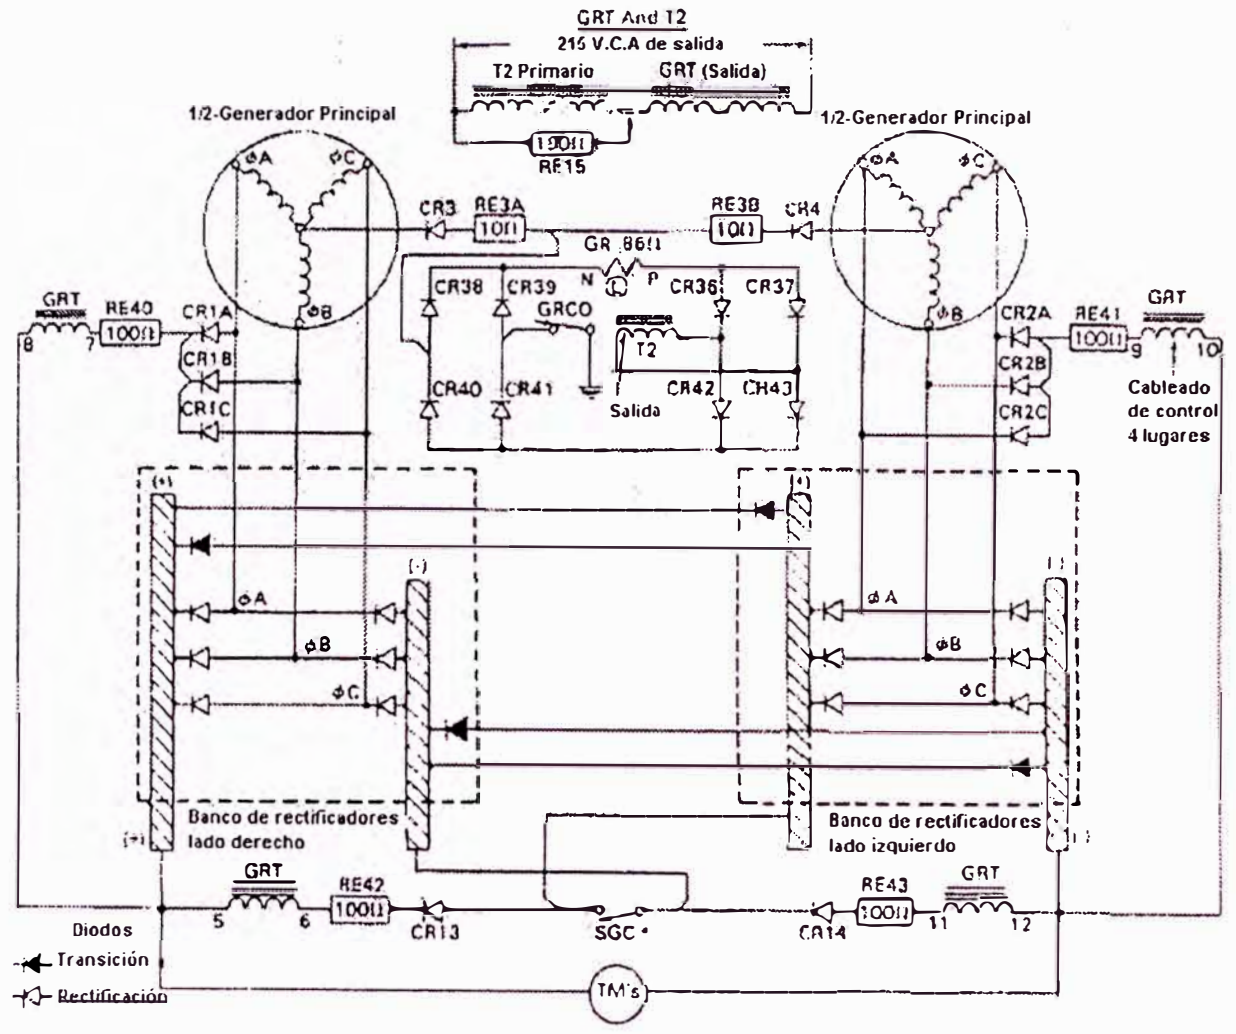 GRT And T2
215 V.C.A de salida
T2 Primario
GRT (Salida)
1/2-Generador Principal
1/2-Generador Principal
100Ω
RE15
ϕA
ϕC
ϕA
ϕC
CR3
RE3A
10Ω
RE3B
10Ω
CR4
GR .86Ω
N
P
CR38
CR39
GRCO
CR36
CR37
T2
CR40
CR41
Salida
CR42
CR43
ϕB
ϕB
GRT
8
7
RE40
100Ω
CR1A
CR1B
CR1C
CR2A
CR2B
CR2C
RE41
100Ω
GRT
9
10
Cableado
de control
4 lugares
(+)
(-)
(+)
ϕA
ϕB
ϕC
ϕA
ϕB
ϕC
(+)
Banco de rectificadores
lado derecho
Banco de rectificadores
lado izquierdo
GRT
5
6
RE42
100Ω
CR13
SGC *
CR14
RE43
100Ω
GRT
11
12
Diodos
Transición
Rectificación
TM's